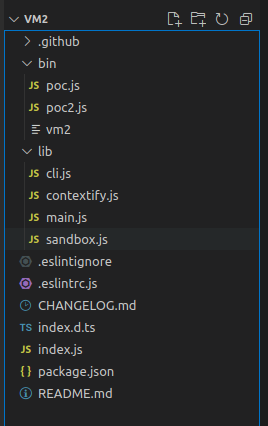 VM2
.github
bin
JS poc.js
JS poc2.js
vm2
lib
JS cli.js
JS contextify.js
JS main.js
JS sandbox.js
.eslintignore
.eslintrc.js
CHANGELOG.md
TS index.d.ts
JS index.js
{} package.json
README.md